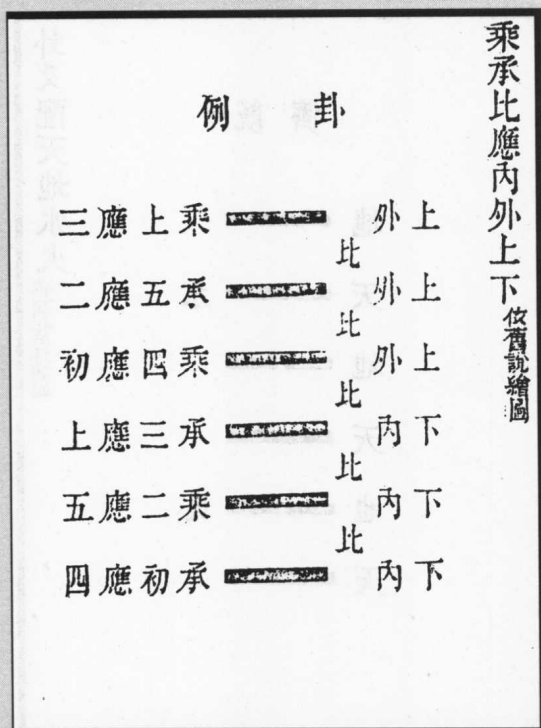 乘承比應內外上下依舊說繪圖
卦例
上外 乘上應三
比
上外 承五應二
比
上外 乘四應初
比
下內 承三應上
比
下內 乘二應五
比
下內 承初應四